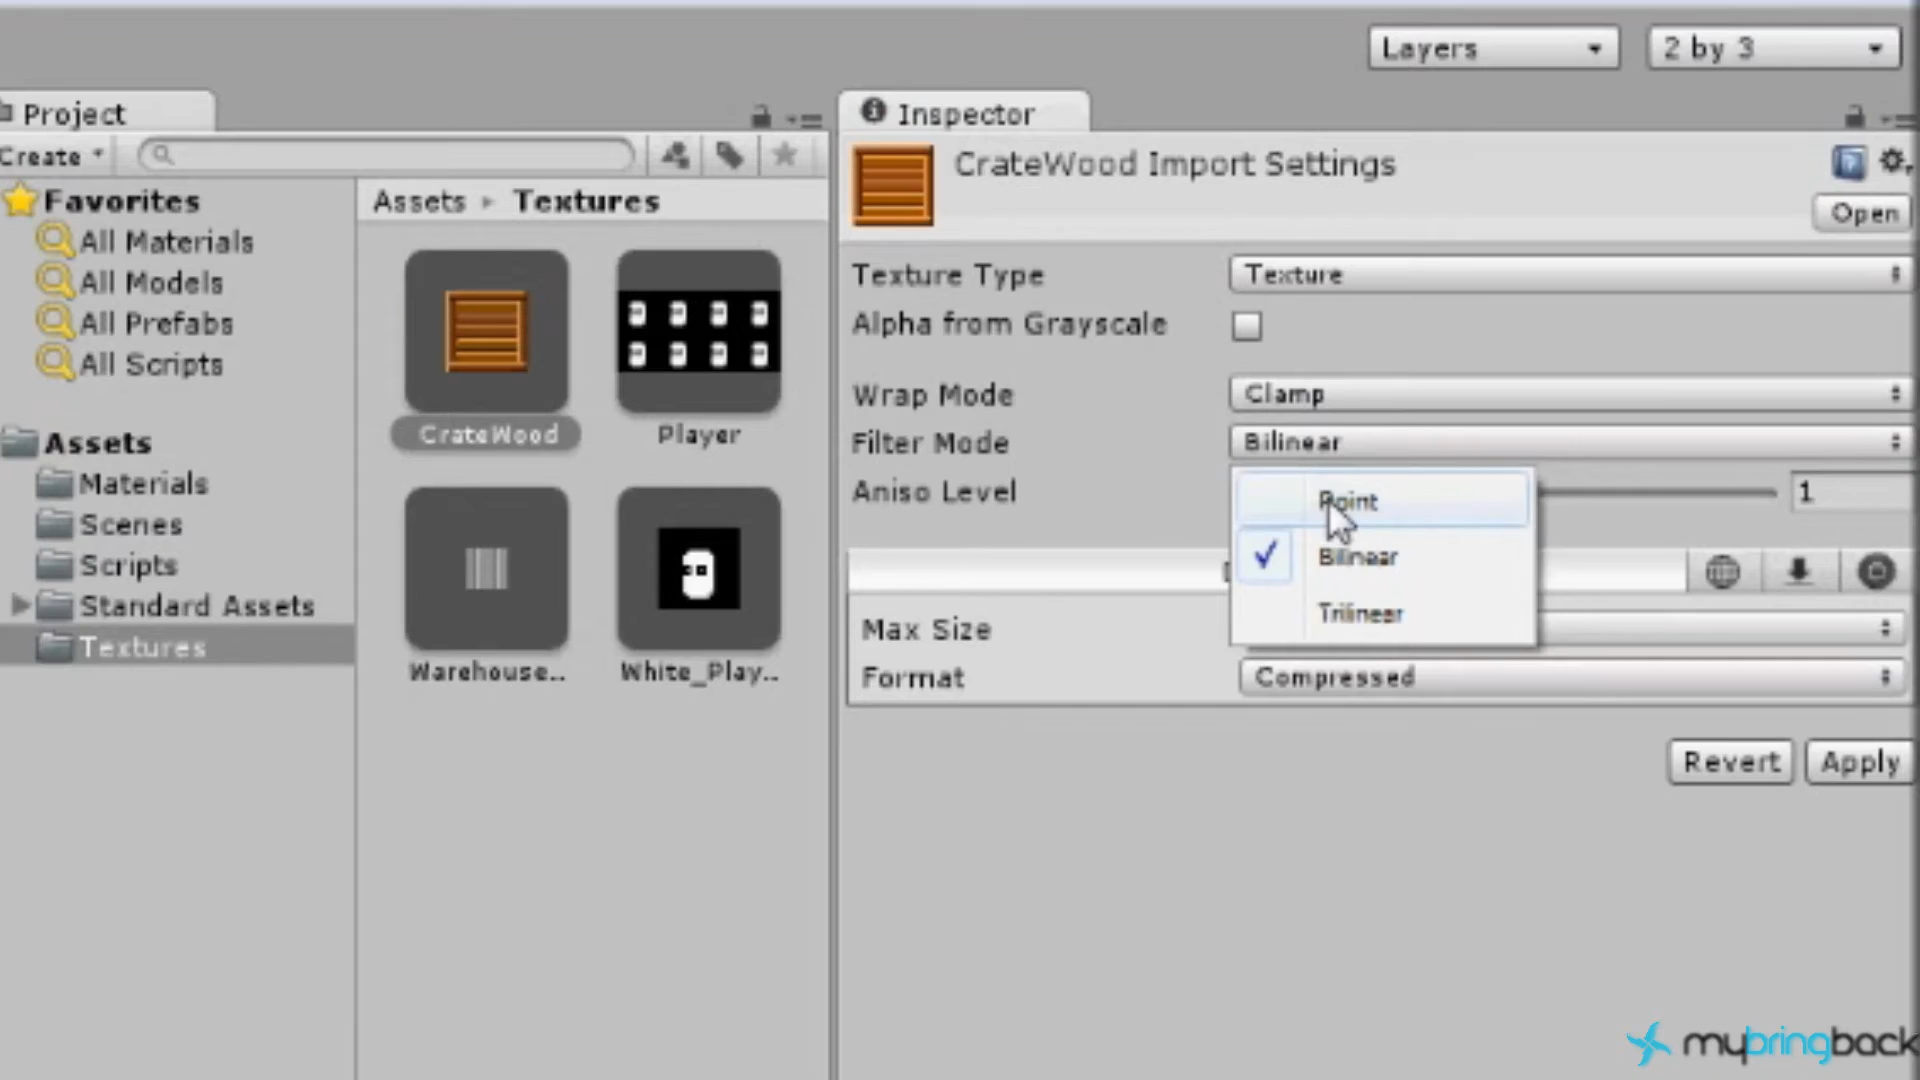 Layers
2 by 3
Project
Create
Favorites
All Materials
All Models
All Prefabs
All Scripts
Assets
Materials
Scenes
Scripts
Standard Assets
Textures
Assets ▸ Textures
CrateWood
Player
Warehouse..
White_Play..
Inspector
CrateWood Import Settings
Open
Texture Type
Texture
Alpha from Grayscale
Wrap Mode
Clamp
Filter Mode
Bilinear
Aniso Level
1
Point
Bilinear
Trilinear
Max Size
Format
Compressed
Revert
Apply
mybringback